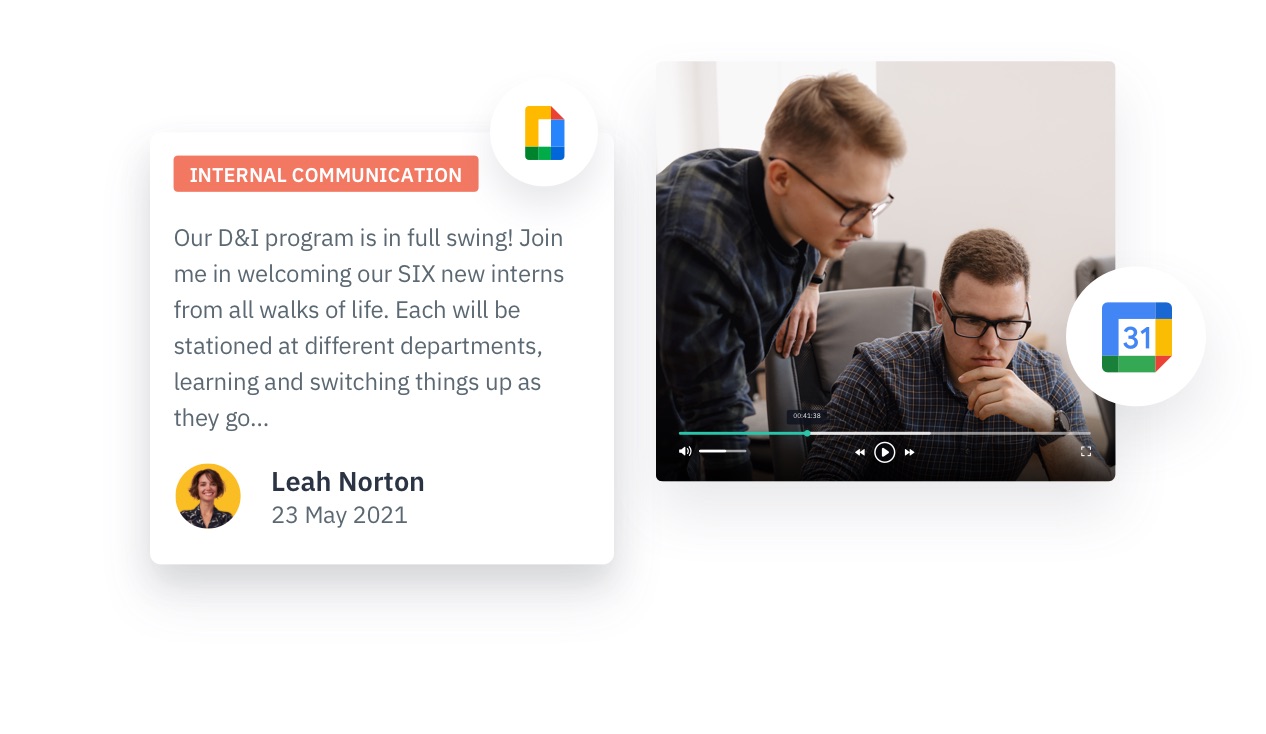 INTERNAL COMMUNICATION
Our D&I program is in full swing! Join
me in welcoming our SIX new interns
from all walks of life. Each will be
stationed at different departments,
learning and switching things up as
they go...
Leah Norton
23 May 2021
31
00:41:38